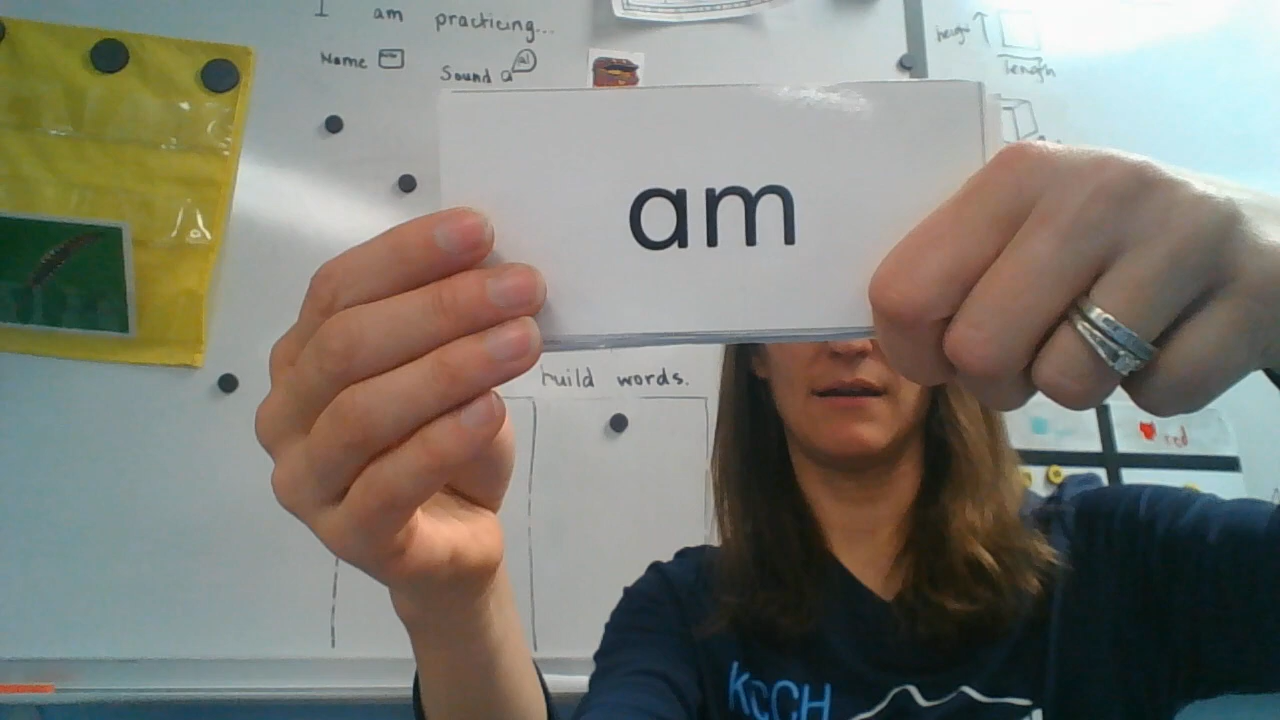 I am practicing...
Name
Sound a
height
length
am
build words.
red
KCCH